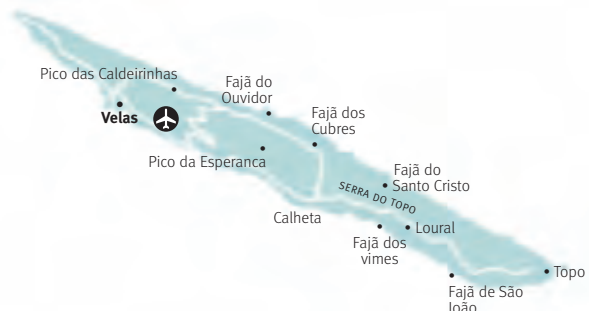 Pico das Caldeirinhas
Velas
Fajã do
Ouvidor
Fajã dos
Cubres
Pico da Esperanca
Fajã do
Santo Cristo
SERRA DO TOPO
Calheta
Loural
Fajã dos
vimes
Topo
Fajã de São
João